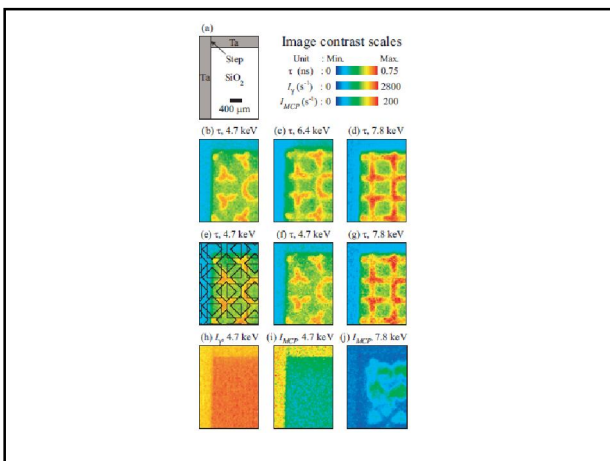 (a)
Ta
Step
Ta
SiO2
400 μm
Image contrast scales
Unit : Min. Max.
τ (ns) : 0 0.75
Iγ (s⁻¹) : 0 2800
IMCP (s⁻¹) : 0 200
(b) τ, 4.7 keV
(c) τ, 6.4 keV
(d) τ, 7.8 keV
(e) τ, 4.7 keV
(f) τ, 4.7 keV
(g) τ, 7.8 keV
(h) Iγ, 4.7 keV
(i) IMCP, 4.7 keV
(j) IMCP, 7.8 keV